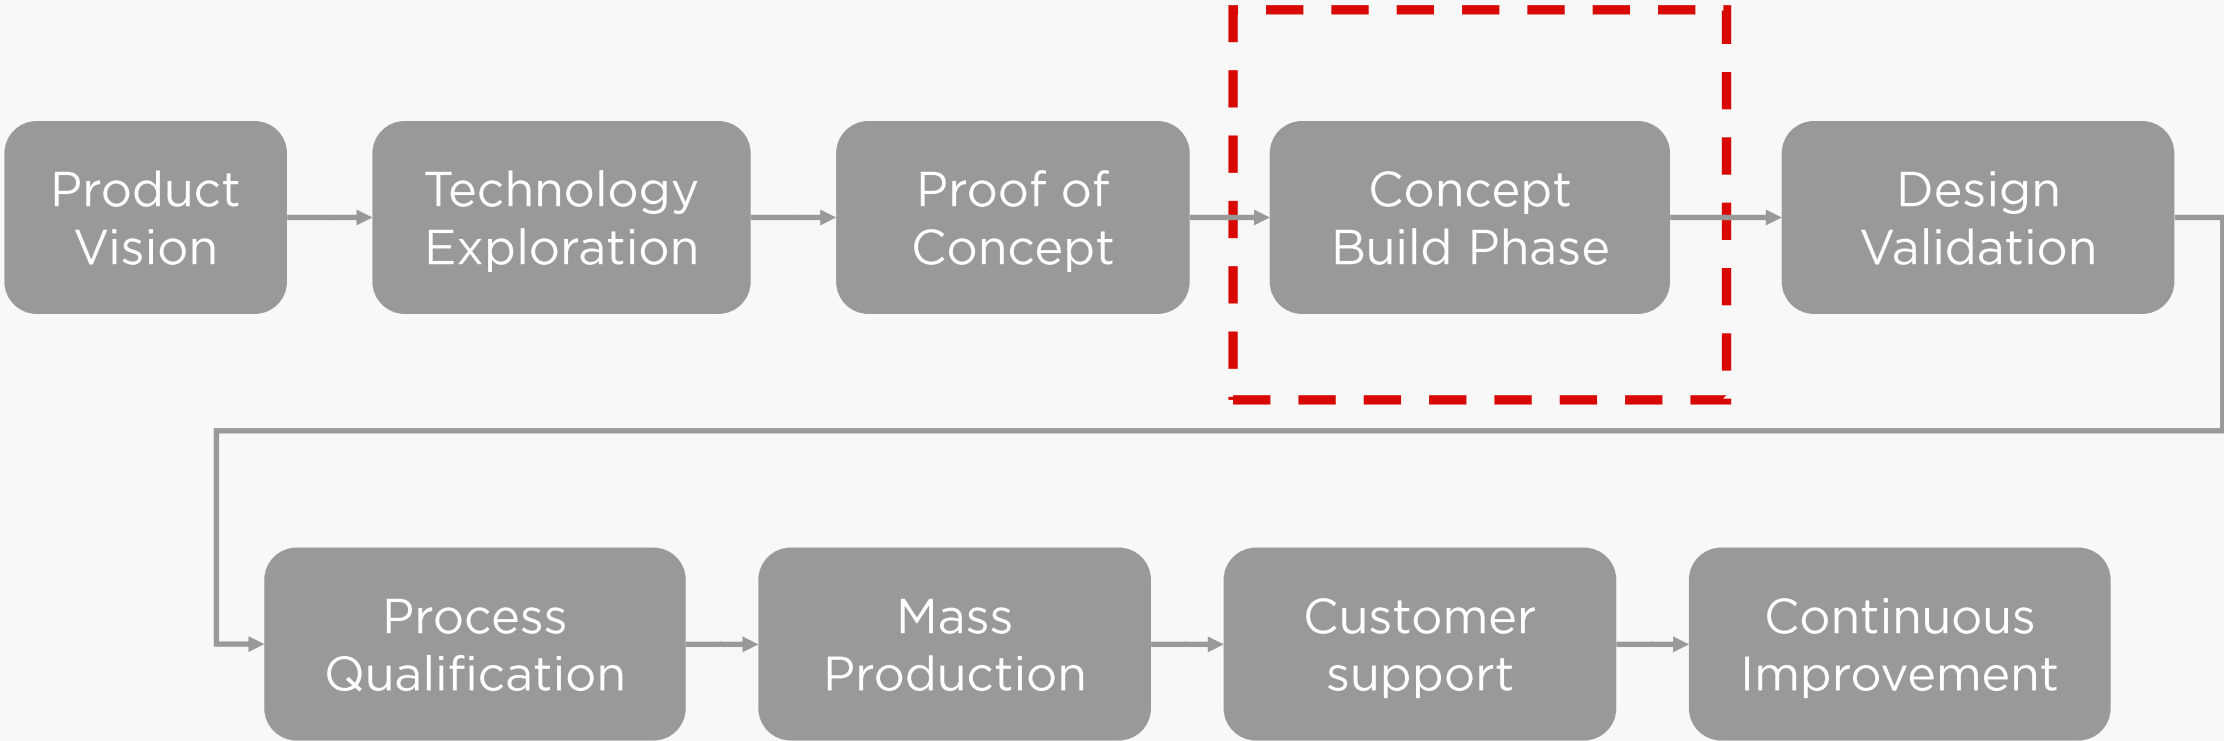 Product
Vision
Technology
Exploration
Proof of
Concept
Concept
Build Phase
Design
Validation
Process
Qualification
Mass
Production
Customer
support
Continuous
Improvement